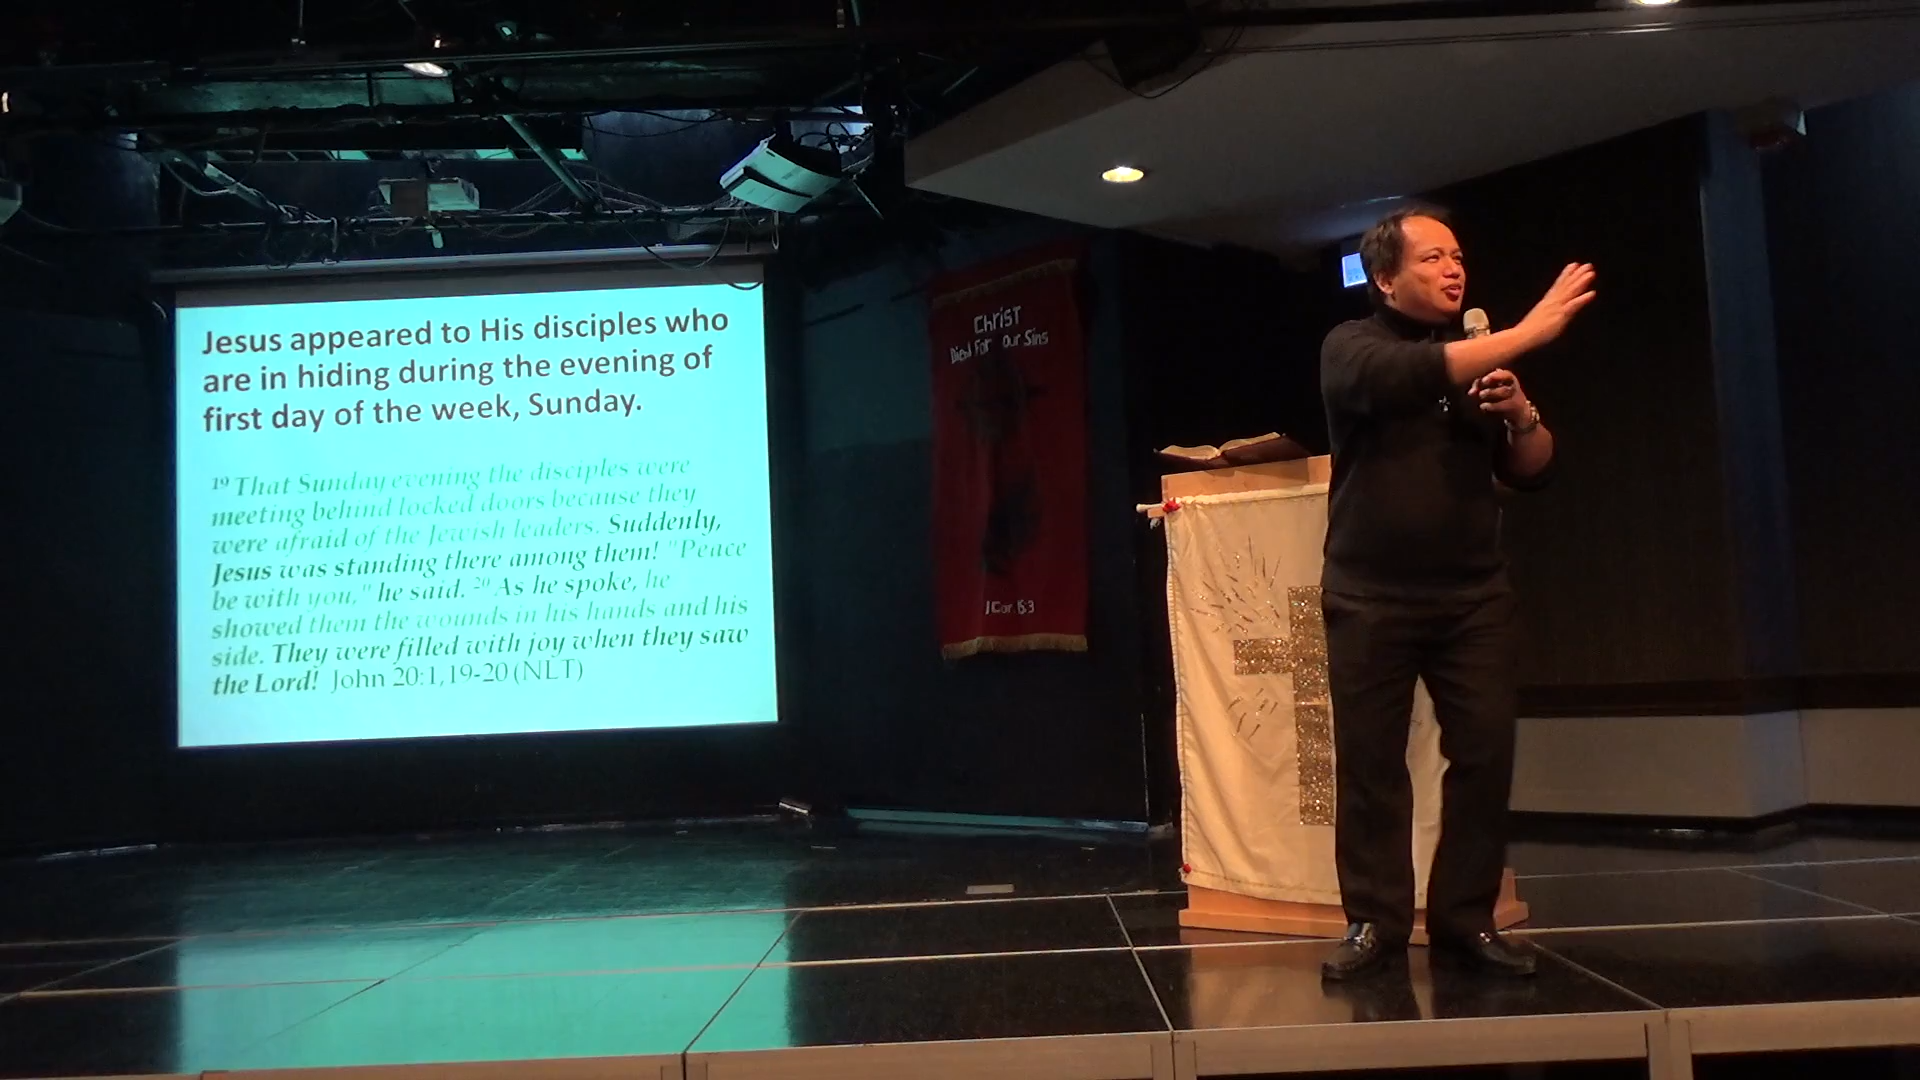 Jesus appeared to His disciples who
are in hiding during the evening of
first day of the week, Sunday.
19 That Sunday evening the disciples were
meeting behind locked doors because they
were afraid of the Jewish leaders. Suddenly,
Jesus was standing there among them! "Peace
be with you," he said. 20 As he spoke, he
showed them the wounds in his hands and his
side. They were filled with joy when they saw
the Lord! John 20:1,19-20 (NLT)
Christ
Died For Our Sins
1 Cor. 15:3